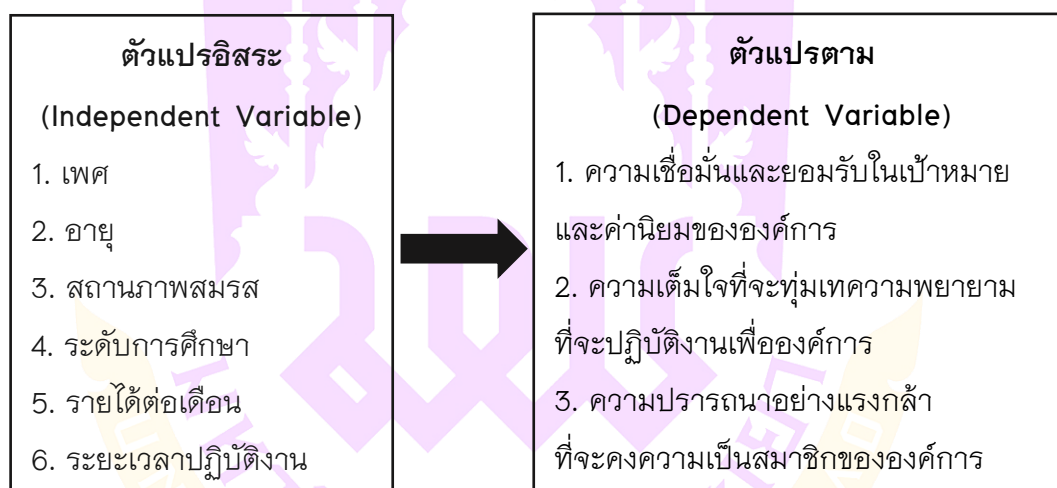 ตัวแปรอิสระ
(Independent Variable)
1. เพศ
2. อายุ
3. สถานภาพสมรส
4. ระดับการศึกษา
5. รายได้ต่อเดือน
6. ระยะเวลาปฏิบัติงาน
ตัวแปรตาม
(Dependent Variable)
1. ความเชื่อมั่นและยอมรับในเป้าหมาย
และค่านิยมขององค์การ
2. ความเต็มใจที่จะทุ่มเทความพยายาม
ที่จะปฏิบัติงานเพื่อองค์การ
3. ความปรารถนาอย่างแรงกล้า
ที่จะคงความเป็นสมาชิกขององค์การ